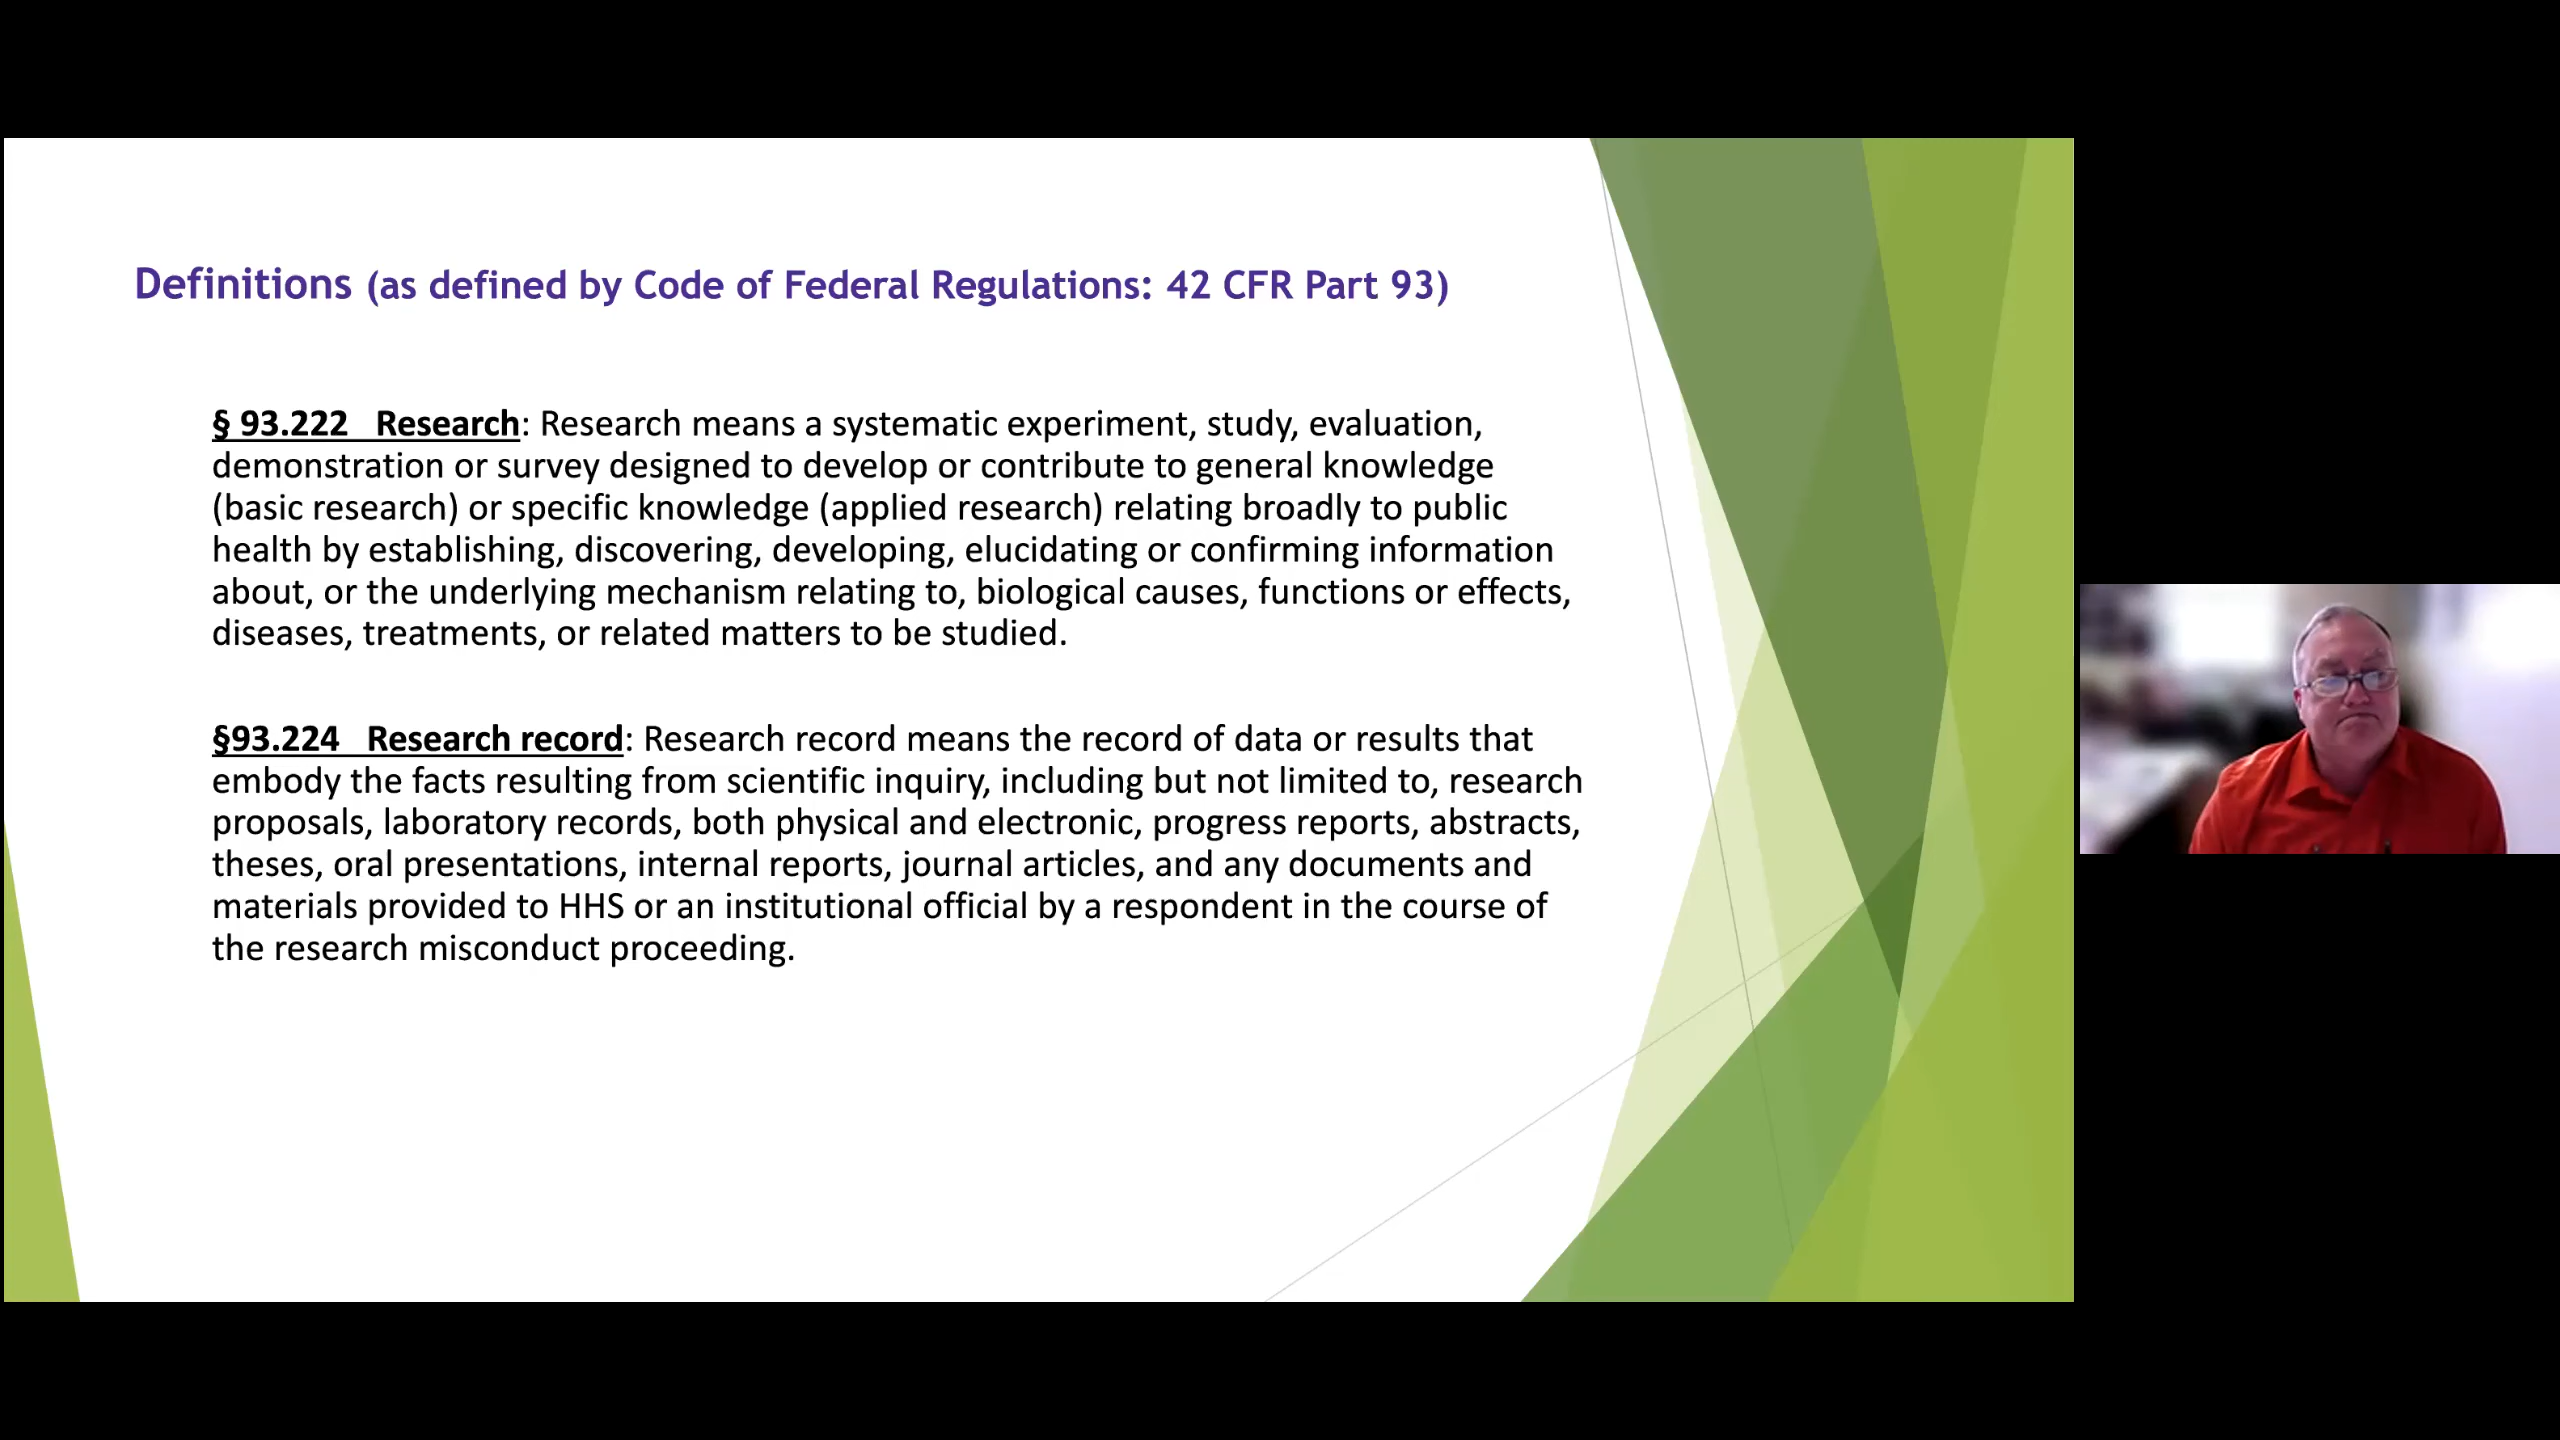 Definitions (as defined by Code of Federal Regulations: 42 CFR Part 93)
§ 93.222   Research: Research means a systematic experiment, study, evaluation,
demonstration or survey designed to develop or contribute to general knowledge
(basic research) or specific knowledge (applied research) relating broadly to public
health by establishing, discovering, developing, elucidating or confirming information
about, or the underlying mechanism relating to, biological causes, functions or effects,
diseases, treatments, or related matters to be studied.
§93.224   Research record: Research record means the record of data or results that
embody the facts resulting from scientific inquiry, including but not limited to, research
proposals, laboratory records, both physical and electronic, progress reports, abstracts,
theses, oral presentations, internal reports, journal articles, and any documents and
materials provided to HHS or an institutional official by a respondent in the course of
the research misconduct proceeding.